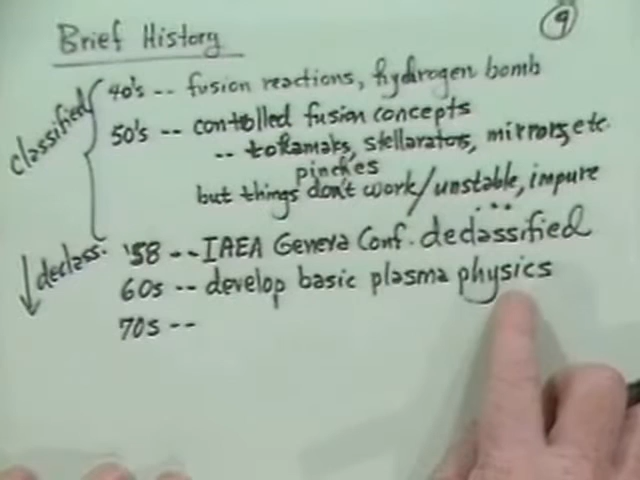 9
Brief History
classified
40's -- fusion reactions, hydrogen bomb
50's -- controlled fusion concepts
-- tokamaks, stellarators, mirrors, etc.
pinches
but things don't work/unstable, impure
...
declass.
'58 -- IAEA Geneva Conf. declassified
60s -- develop basic plasma physics
70s --